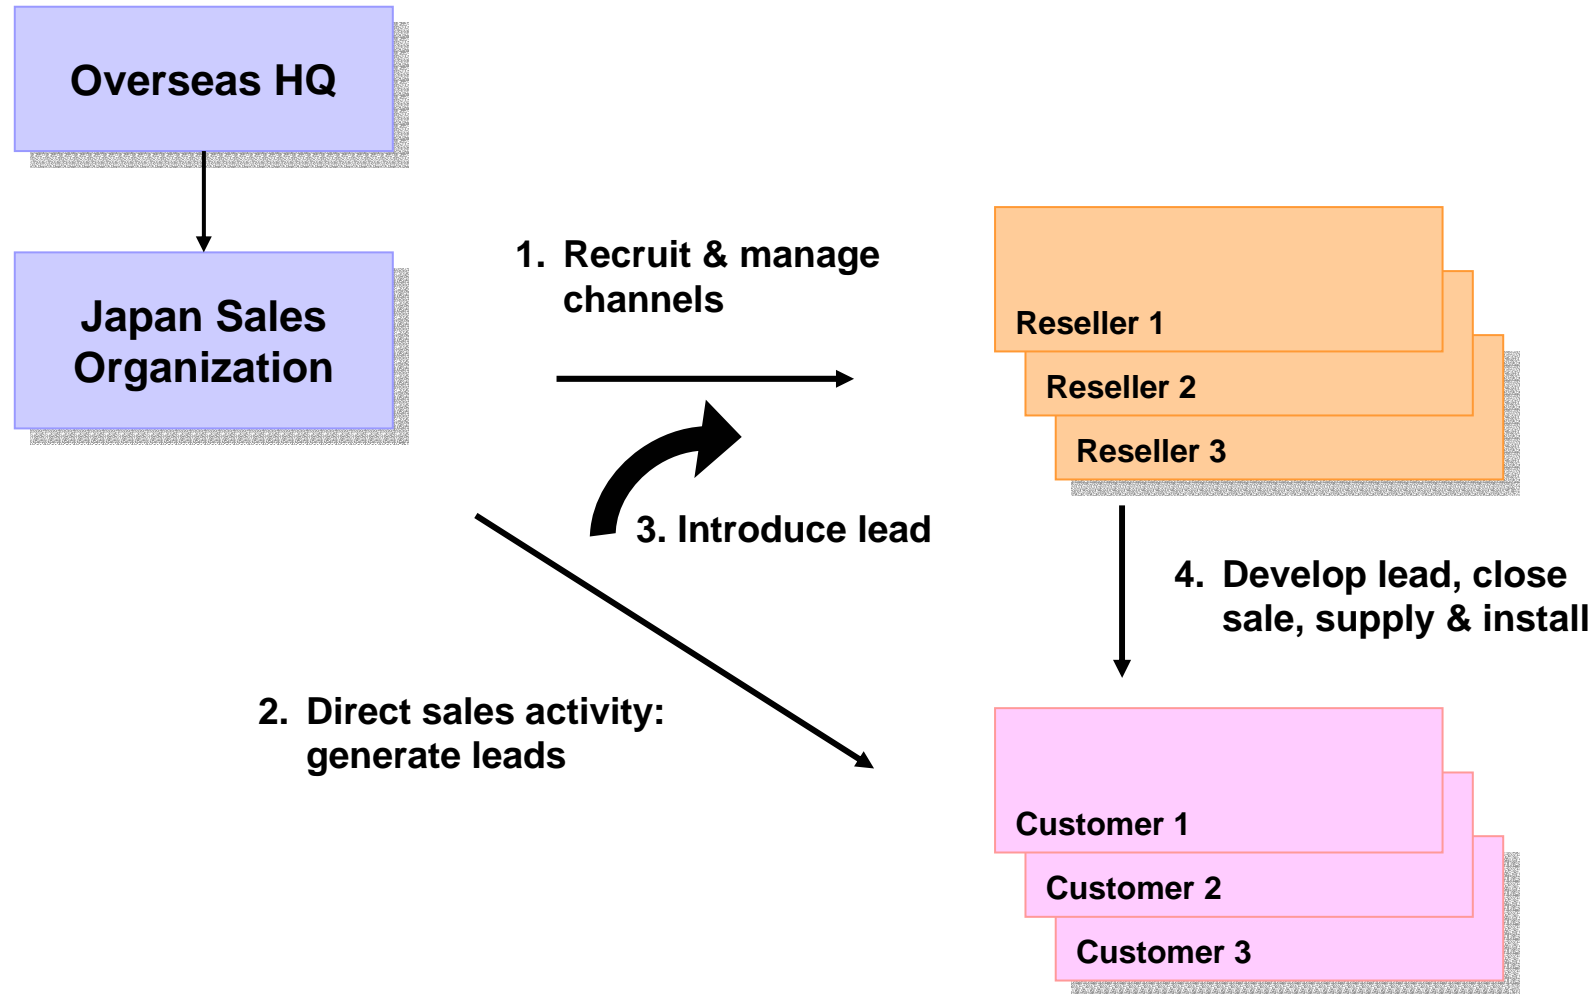 Overseas HQ
Japan Sales
Organization
1. Recruit & manage
channels
Reseller 1
Reseller 2
Reseller 3
3. Introduce lead
4. Develop lead, close
sale, supply & install
2. Direct sales activity:
generate leads
Customer 1
Customer 2
Customer 3